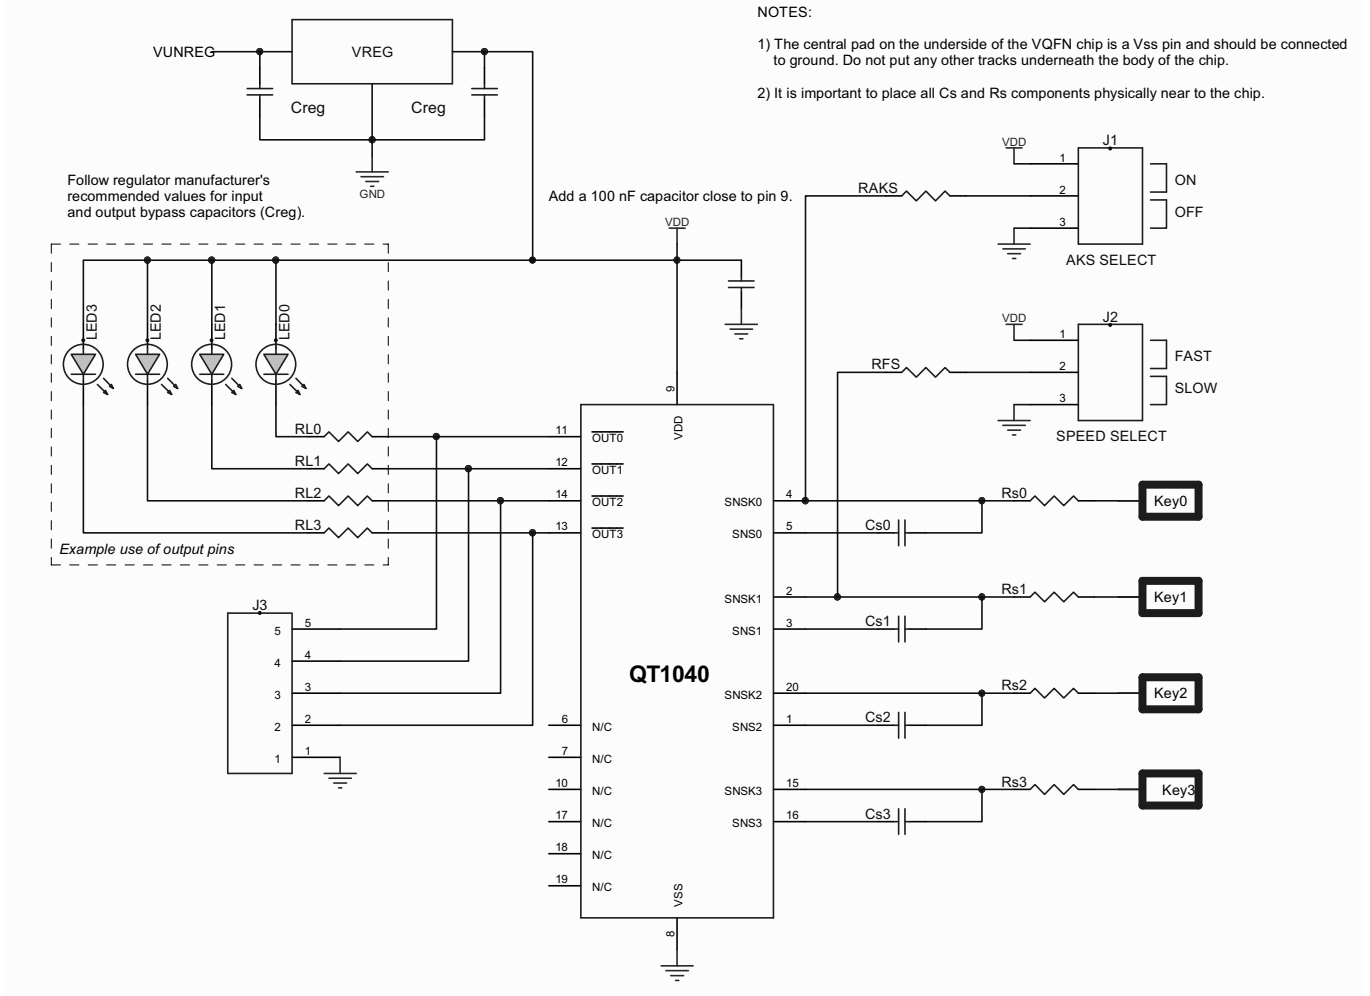 NOTES:
1) The central pad on the underside of the VQFN chip is a Vss pin and should be connected
to ground. Do not put any other tracks underneath the body of the chip.
2) It is important to place all Cs and Rs components physically near to the chip.
VUNREG
VREG
Creg
Creg
GND
Follow regulator manufacturer's
recommended values for input
and output bypass capacitors (Creg).
Add a 100 nF capacitor close to pin 9.
VDD
LED3
LED2
LED1
LED0
RL0
RL1
RL2
RL3
Example use of output pins
J3
5
5
4
4
3
3
2
2
1
1
9
VDD
11
OUT0
12
OUT1
14
OUT2
13
OUT3
QT1040
6
N/C
7
N/C
10
N/C
17
N/C
18
N/C
19
N/C
VSS
8
SNSK0
4
SNS0
5
SNSK1
2
SNS1
3
SNSK2
20
SNS2
1
SNSK3
15
SNS3
16
RAKS
VDD
J1
1
2
3
ON
OFF
AKS SELECT
RFS
VDD
J2
1
2
3
FAST
SLOW
SPEED SELECT
Rs0
Cs0
Key0
Rs1
Cs1
Key1
Rs2
Cs2
Key2
Rs3
Cs3
Key3